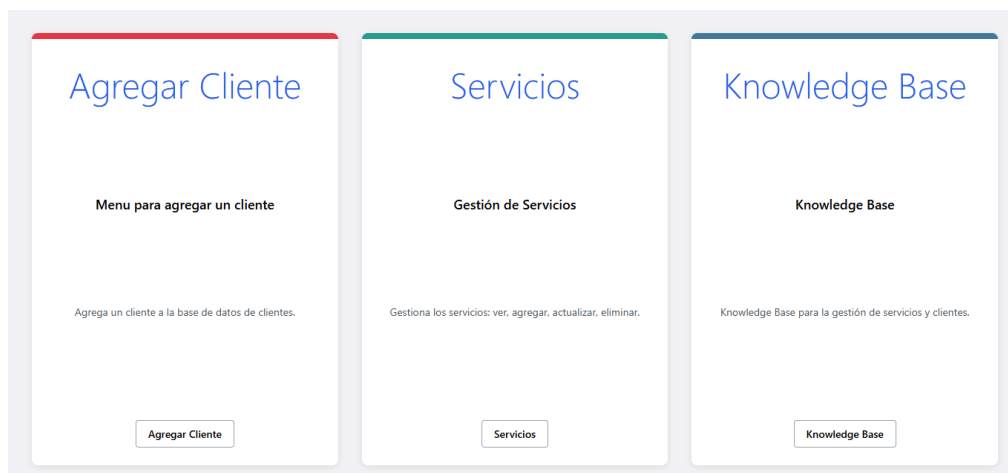 Agregar Cliente
Menu para agregar un cliente
Agrega un cliente a la base de datos de clientes.
Agregar Cliente
Servicios
Gestión de Servicios
Gestiona los servicios: ver, agregar, actualizar, eliminar.
Servicios
Knowledge Base
Knowledge Base
Knowledge Base para la gestión de servicios y clientes.
Knowledge Base